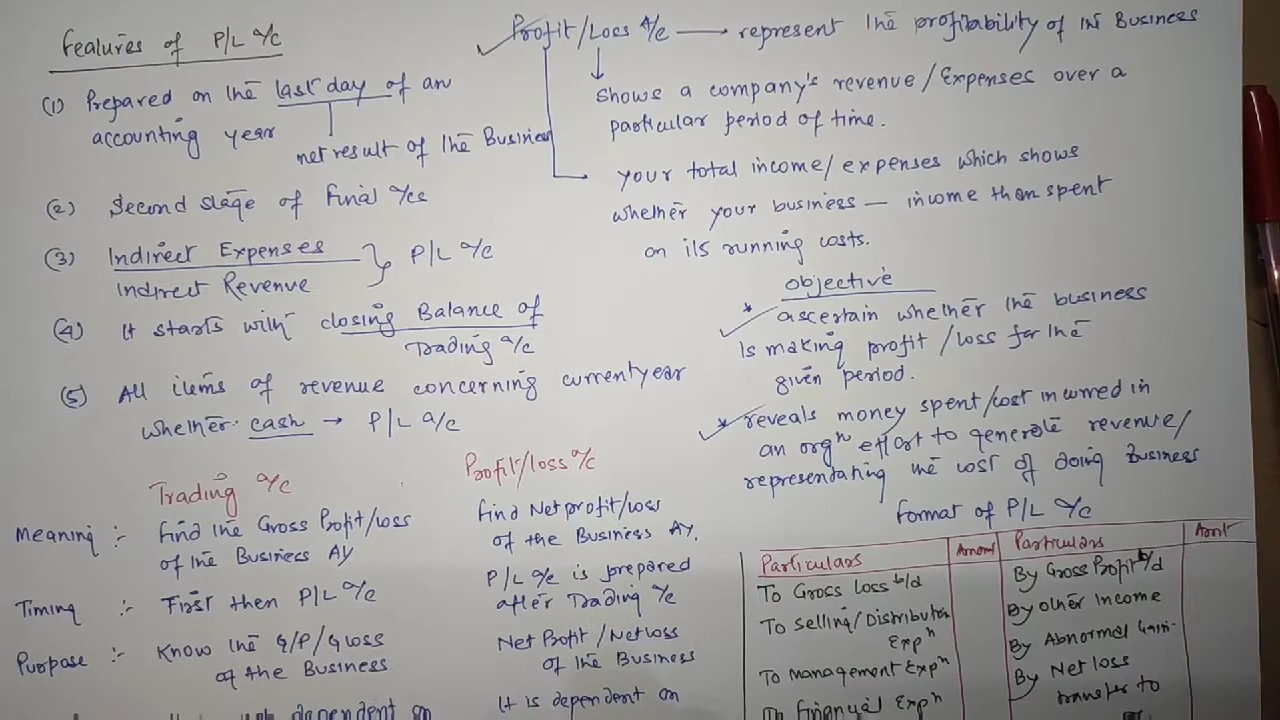 Features of P/L a/c
(1) Prepared on the last day of an
accounting year
net result of the Business
(2) Second stage of Final a/cs
(3) Indirect Expenses
Indirect Revenue
P/L a/c
(4) It starts with closing Balance of
Trading a/c
(5) All items of revenue concerning current year
whether cash → P/L a/c
Profit/Loss A/c → represent the profitability of the Business
Shows a company's revenue/Expenses over a
particular period of time.
your total income/expenses which shows
whether your business — income than spent
on its running costs.
Objective
* ascertain whether the business
is making profit/loss for the
given period.
* reveals money spent/cost incurred in
an orgn effort to generate revenue/
representating the cost of doing Business
Trading a/c
Profit/loss a/c
Meaning :- Find the Gross Profit/loss
of the Business AY
Find Net profit/loss
of the Business AY.
Timing :- First then P/L a/c
P/L a/c is prepared
after Trading a/c
Purpose :- Know the G/P/Gloss
of the Business
Net Profit/Net loss
of the Business
dependent on
It is dependent on
Format of P/L a/c
Particulars Amont Particulars Amt
To Gross Loss b/d
To Selling/Distributor
Expn
To management Expn
To Financial Expn
By Gross Profit b/d
By other Income
By Abnormal Gain.
By Net loss
transfer to